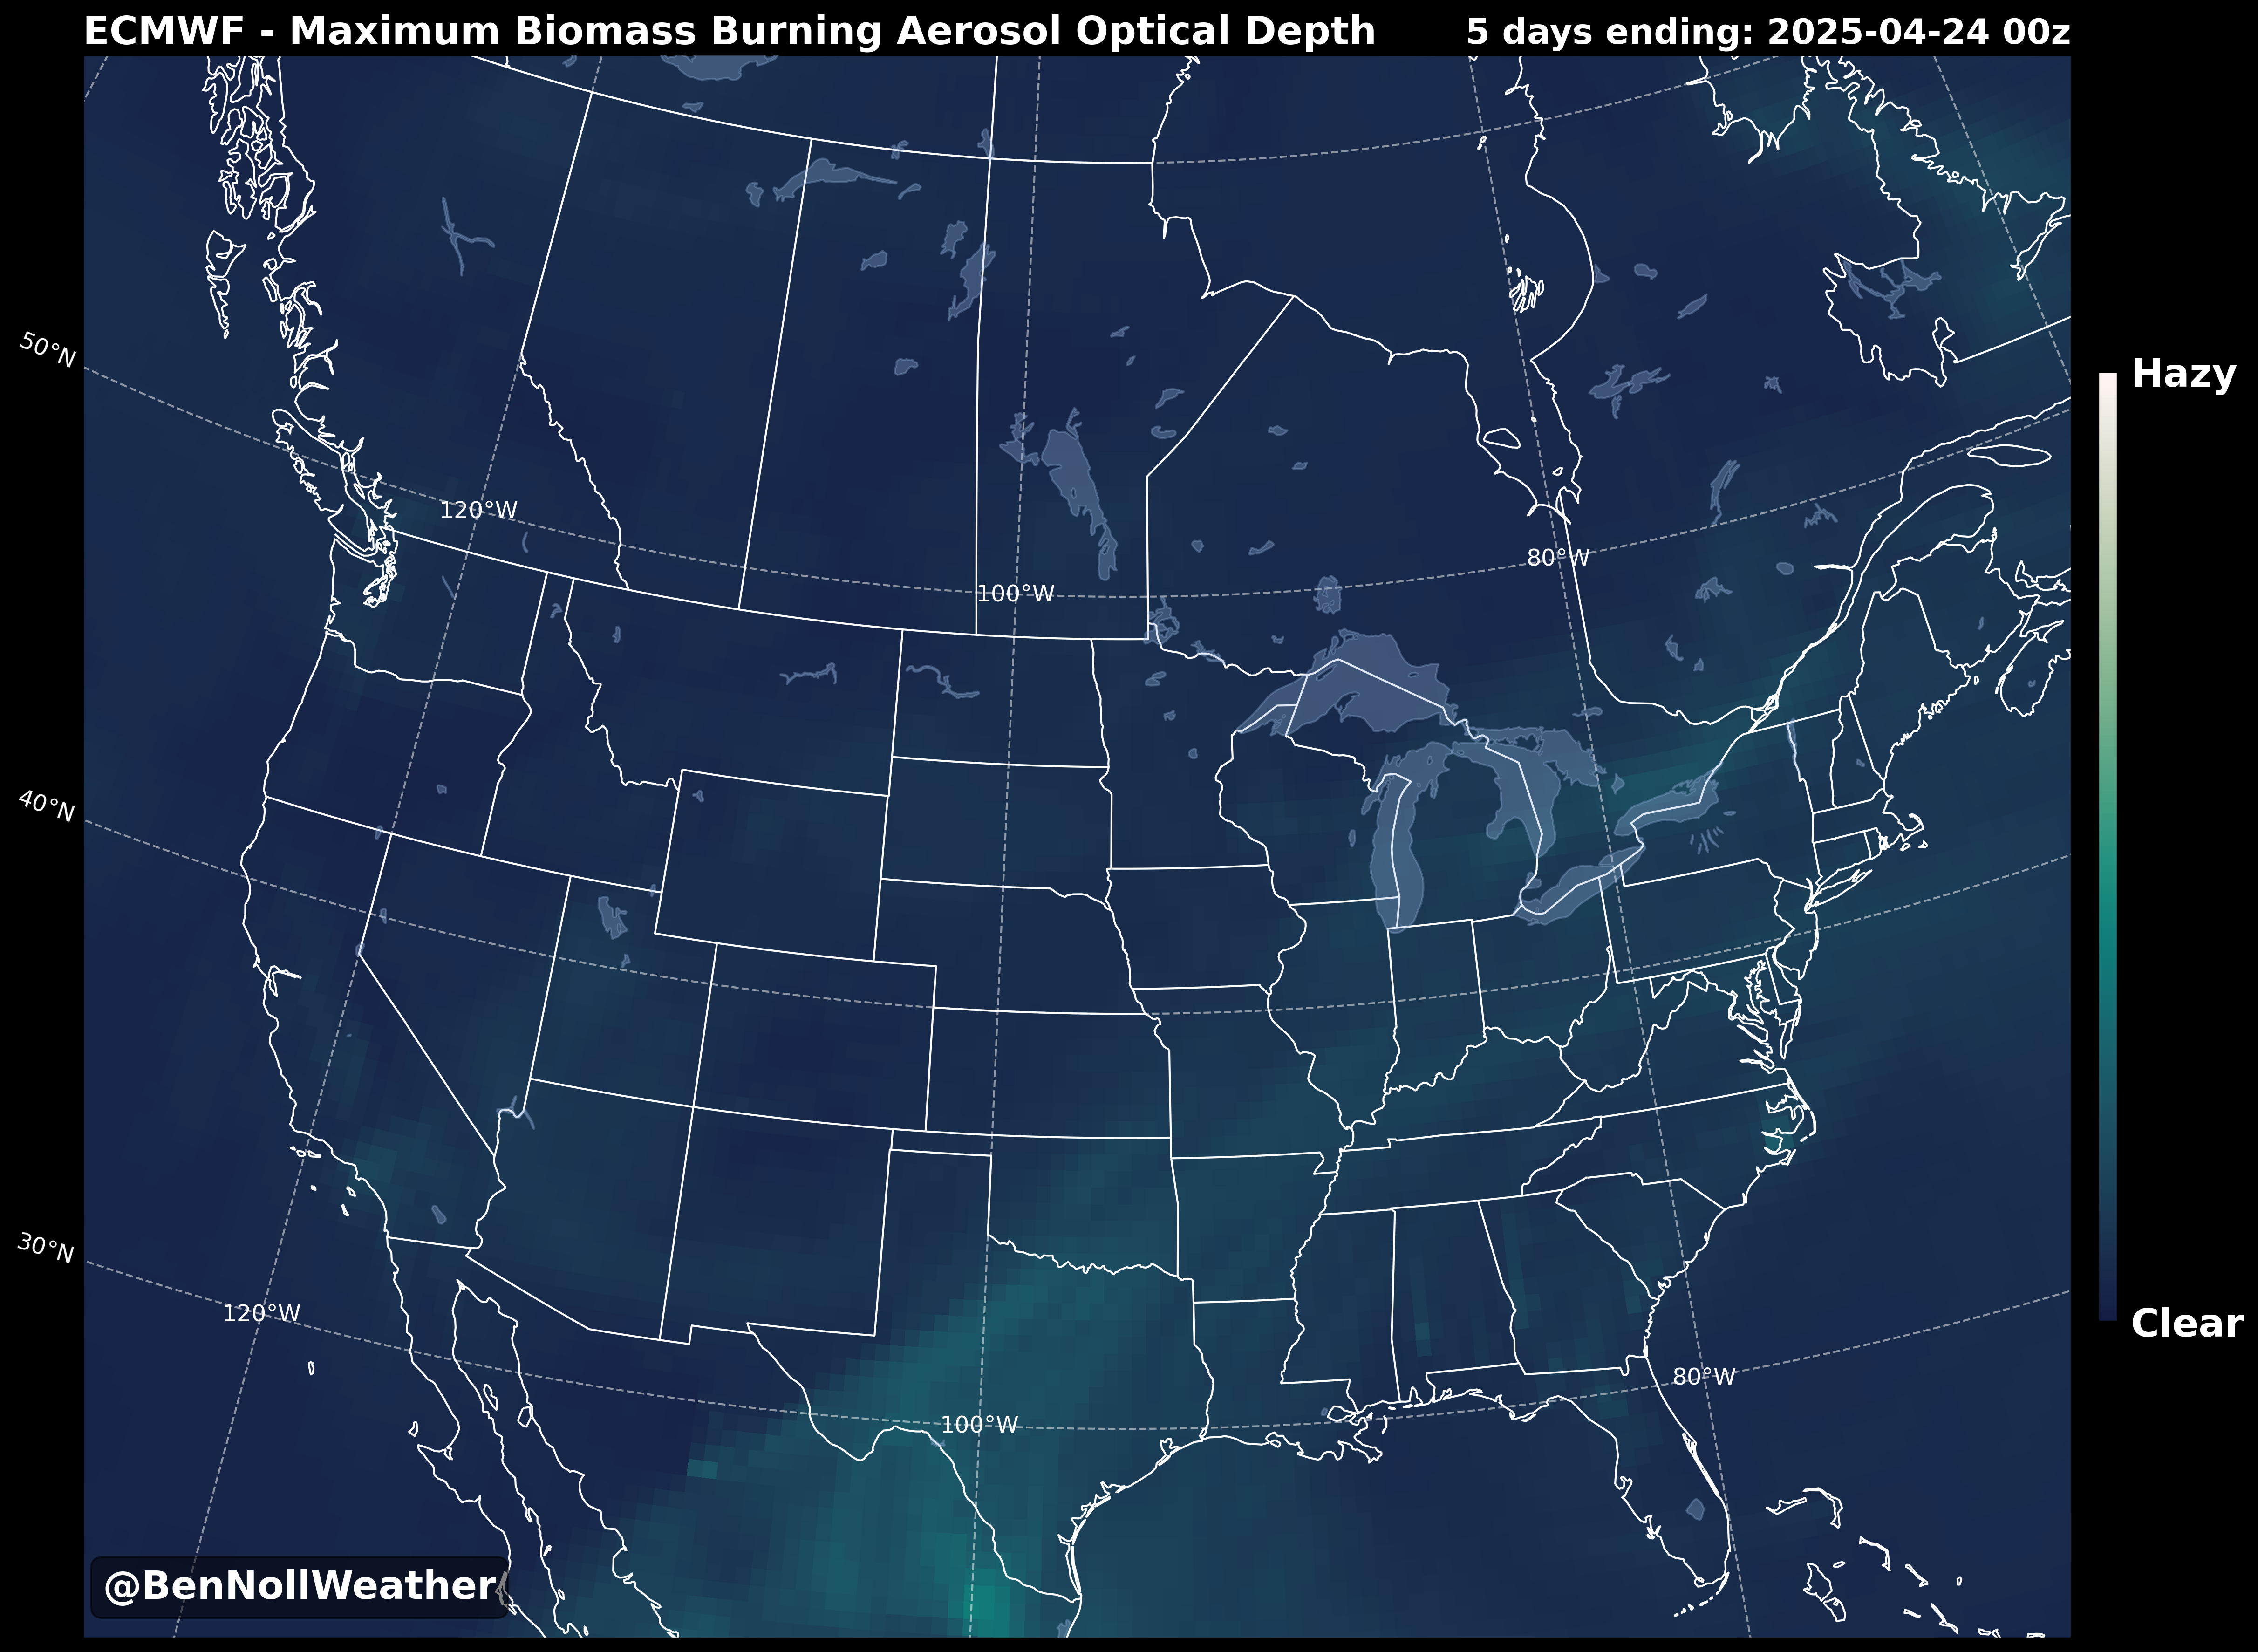 ECMWF - Maximum Biomass Burning Aerosol Optical Depth
5 days ending: 2025-04-24 00z
50°N
Hazy
120°W
80°W
100°W
40°N
30°N
120°W
Clear
80°W
100°W
@BenNollWeather